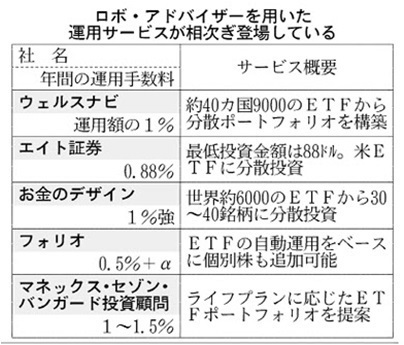 ロボ・アドバイザーを用いた
運用サービスが相次ぎ登場している
社 名
年間の運用手数料
サービス概要
ウェルスナビ
運用額の1%
約40カ国9000のETFから
分散ポートフォリオを構築
エイト証券
0.88%
最低投資金額は88㌦。米E
TFに分散投資
お金のデザイン
1%強
世界約6000のETFから30
〜40銘柄に分散投資
フォリオ
0.5%+α
ETFの自動運用をベース
に個別株も追加可能
マネックス・セゾン・
バンガード投資顧問
1〜1.5%
ライフプランに応じたET
Fポートフォリオを提案